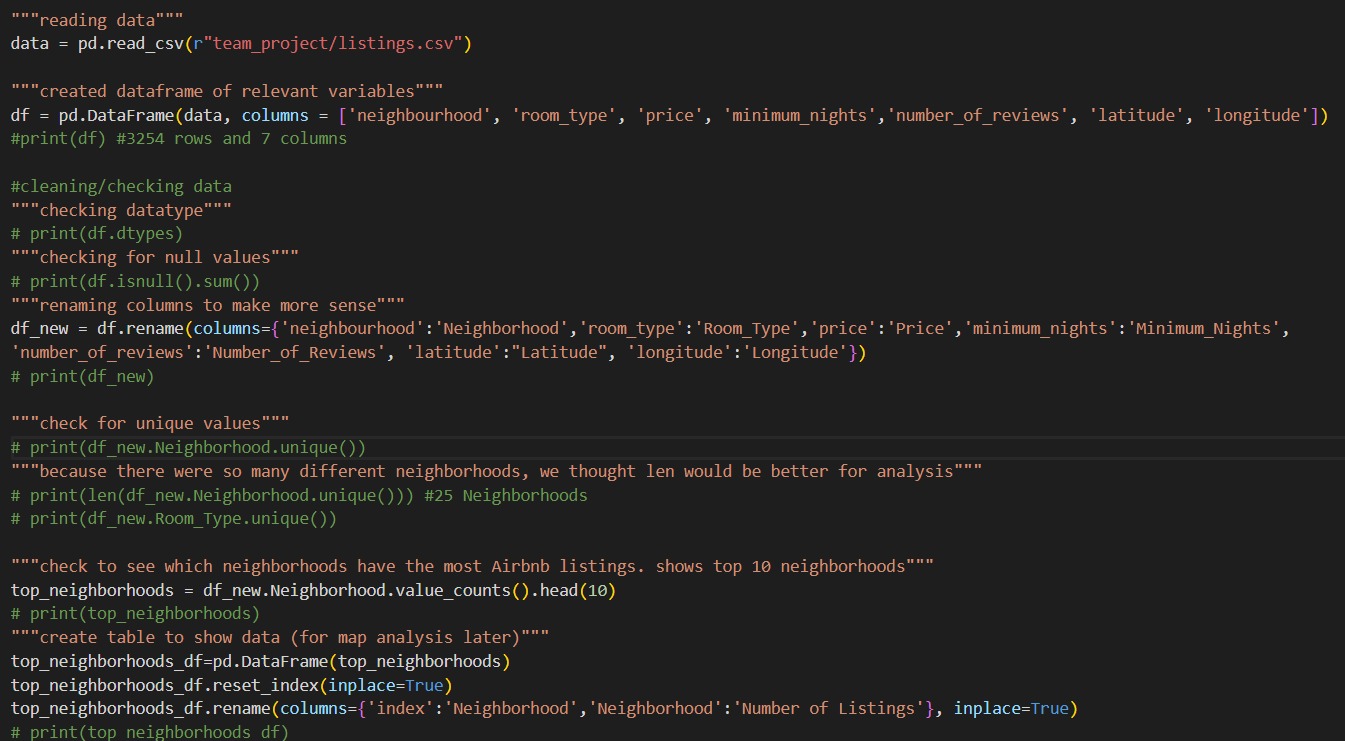 """reading data"""
data = pd.read_csv(r"team_project/listings.csv")
"""created dataframe of relevant variables"""
df = pd.DataFrame(data, columns = ['neighbourhood', 'room_type', 'price', 'minimum_nights','number_of_reviews', 'latitude', 'longitude'])
#print(df) #3254 rows and 7 columns
#cleaning/checking data
"""checking datatype"""
# print(df.dtypes)
"""checking for null values"""
# print(df.isnull().sum())
"""renaming columns to make more sense"""
df_new = df.rename(columns={'neighbourhood':'Neighborhood','room_type':'Room_Type','price':'Price','minimum_nights':'Minimum_Nights',
'number_of_reviews':'Number_of_Reviews', 'latitude':"Latitude", 'longitude':'Longitude'})
# print(df_new)
"""check for unique values"""
# print(df_new.Neighborhood.unique())
"""because there were so many different neighborhoods, we thought len would be better for analysis"""
# print(len(df_new.Neighborhood.unique())) #25 Neighborhoods
# print(df_new.Room_Type.unique())
"""check to see which neighborhoods have the most Airbnb listings. shows top 10 neighborhoods"""
top_neighborhoods = df_new.Neighborhood.value_counts().head(10)
# print(top_neighborhoods)
"""create table to show data (for map analysis later)"""
top_neighborhoods_df=pd.DataFrame(top_neighborhoods)
top_neighborhoods_df.reset_index(inplace=True)
top_neighborhoods_df.rename(columns={'index':'Neighborhood','Neighborhood':'Number of Listings'}, inplace=True)
# print(top_neighborhoods_df)